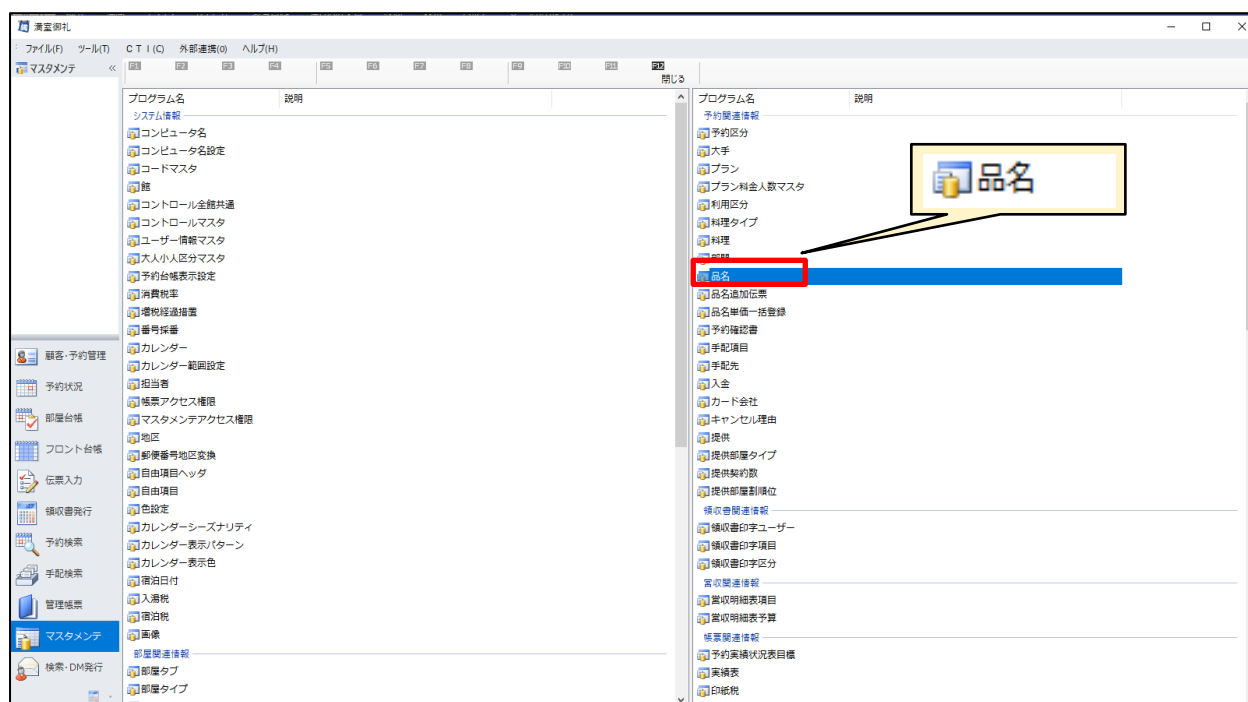 満室御礼
ファイル(F) ツール(T) CTI(C) 外部連携(O) ヘルプ(H)
マスタメンテ «
F1 F2 F3 F4 F5 F6 F7 F8 F9 F10 F11 F12
閉じる
プログラム名 説明
システム情報
コンピュータ名
コンピュータ名設定
コードマスタ
館
コントロール全館共通
コントロールマスタ
ユーザー情報マスタ
大人小人区分マスタ
予約台帳表示設定
消費税率
増税経過措置
番号採番
カレンダー
カレンダー範囲設定
担当者
帳票アクセス権限
マスタメンテアクセス権限
地区
郵便番号地区変換
自由項目ヘッダ
自由項目
色設定
カレンダーシーズナリティ
カレンダー表示パターン
カレンダー表示色
宿泊日付
入湯税
宿泊税
画像
部屋関連情報
部屋タブ
部屋タイプ
プログラム名 説明
予約関連情報
予約区分
大手
プラン
プラン料金人数マスタ
利用区分
料理タイプ
料理
部門
品名
品名追加伝票
品名単価一括登録
予約確認書
手配項目
手配先
入金
カード会社
キャンセル理由
提供
提供部屋タイプ
提供契約数
提供部屋割順位
領収書関連情報
領収書印字ユーザー
領収書印字項目
領収書印字区分
営収関連情報
営収明細表項目
営収明細表予算
帳票関連情報
予約実績状況表目標
実績表
印紙税
品名
顧客・予約管理
予約状況
部屋台帳
フロント台帳
伝票入力
領収書発行
予約検索
手配検索
管理帳票
マスタメンテ
検索・DM発行